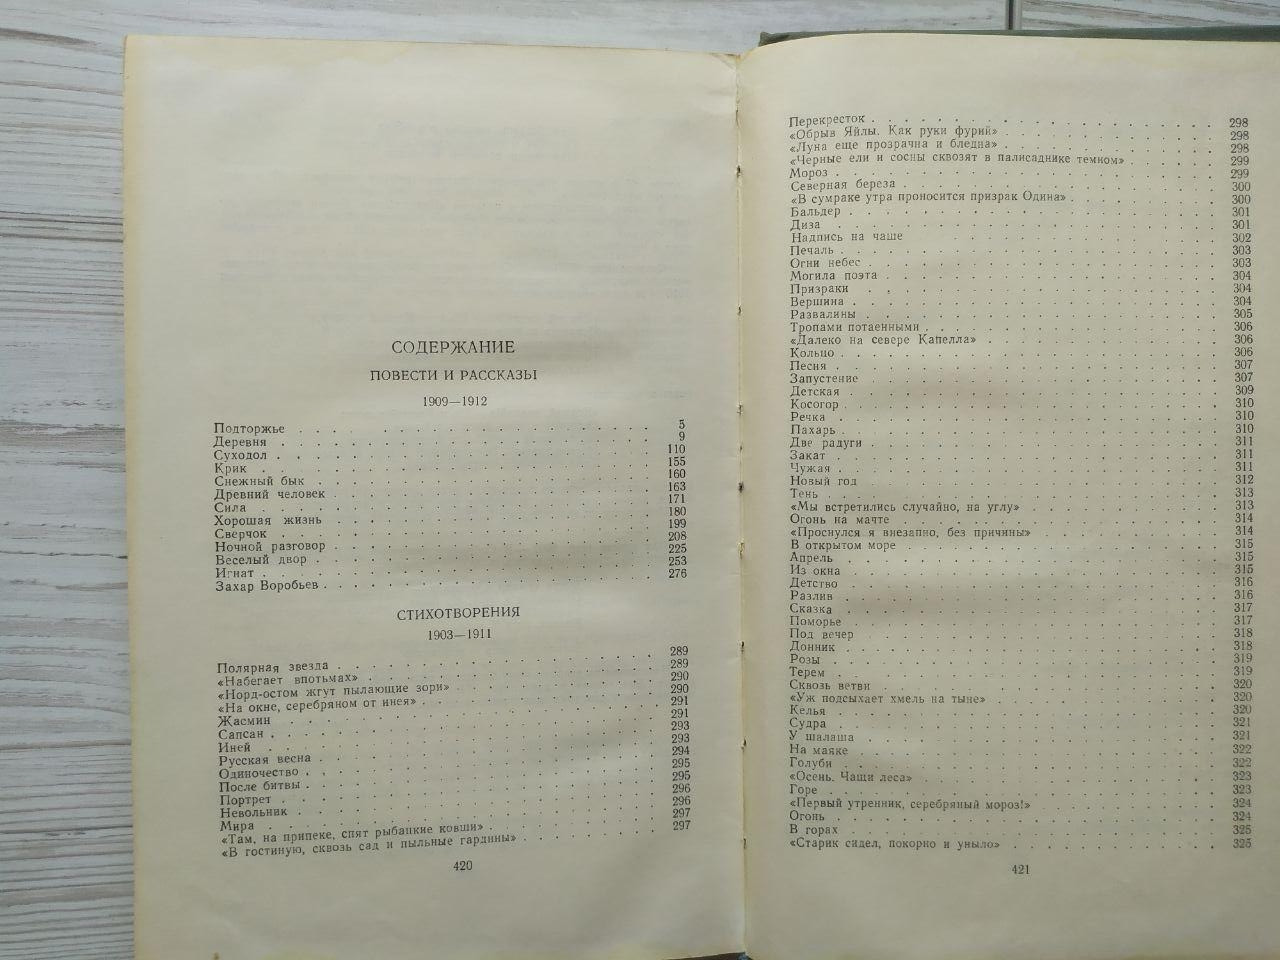 СОДЕРЖАНИЕ
ПОВЕСТИ И РАССКАЗЫ
1909—1912
Подторжье 5
Деревня 9
Суходол 110
Крик 155
Снежный бык 160
Древний человек 163
Сила 171
Хорошая жизнь 180
Сверчок 199
Ночной разговор 208
Веселый двор 225
Игнат 253
Захар Воробьев 276
СТИХОТВОРЕНИЯ
1903—1911
Полярная звезда 289
«Набегает впотьмах» 289
«Норд-остом жгут пылающие зори» 290
«На окне, серебряном от инея» 290
Жасмин 291
Сапсан 291
Иней 293
Русская весна 293
Одиночество 294
После битвы 295
Портрет 295
Невольник 296
Мира 296
«Там, на припеке, спят рыбацкие ковши» 297
«В гостиную, сквозь сад и пыльные гардины» 297
420
Перекресток 298
«Обрыв Яйлы. Как руки фурий» 298
«Луна еще прозрачна и бледна» 298
«Черные ели и сосны сквозят в палисаднике темном» 299
Мороз 299
Северная береза 300
«В сумраке утра проносится призрак Одина» 300
Бальдер 301
Диза 301
Надпись на чаше 302
Печаль 303
Огни небес 303
Могила поэта 304
Призраки 304
Вершина 304
Развалины 305
Тропами потаенными 306
«Далеко на севере Капелла» 306
Кольцо 306
Песня 307
Запустение 307
Детская 309
Косогор 310
Речка 310
Пахарь 310
Две радуги 311
Закат 311
Чужая 311
Новый год 312
Тень 313
«Мы встретились случайно, на углу» 313
Огонь на мачте 314
«Проснулся я внезапно, без причины» 314
В открытом море 315
Апрель 315
Из окна 315
Детство 316
Разлив 316
Сказка 317
Поморье 317
Под вечер 318
Донник 318
Розы 319
Терем 319
Сквозь ветви 320
«Уж подсыхает хмель на тыне» 320
Келья 320
Судра 321
У шалаша 321
На маяке 322
Голуби 322
«Осень. Чащи леса» 323
Горе 323
«Первый утренник, серебряный мороз!» 324
Огонь 324
В горах 325
«Старик сидел, покорно и уныло» 325
421